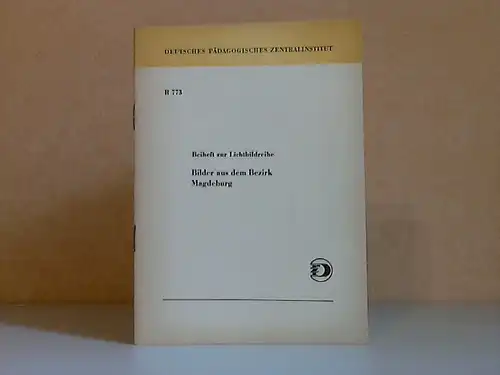 DEUTSCHES PÄDAGOGISCHES ZENTRALINSTITUT
R 773
Beiheft zur Lichtbildreihe
Bilder aus dem Bezirk
Magdeburg